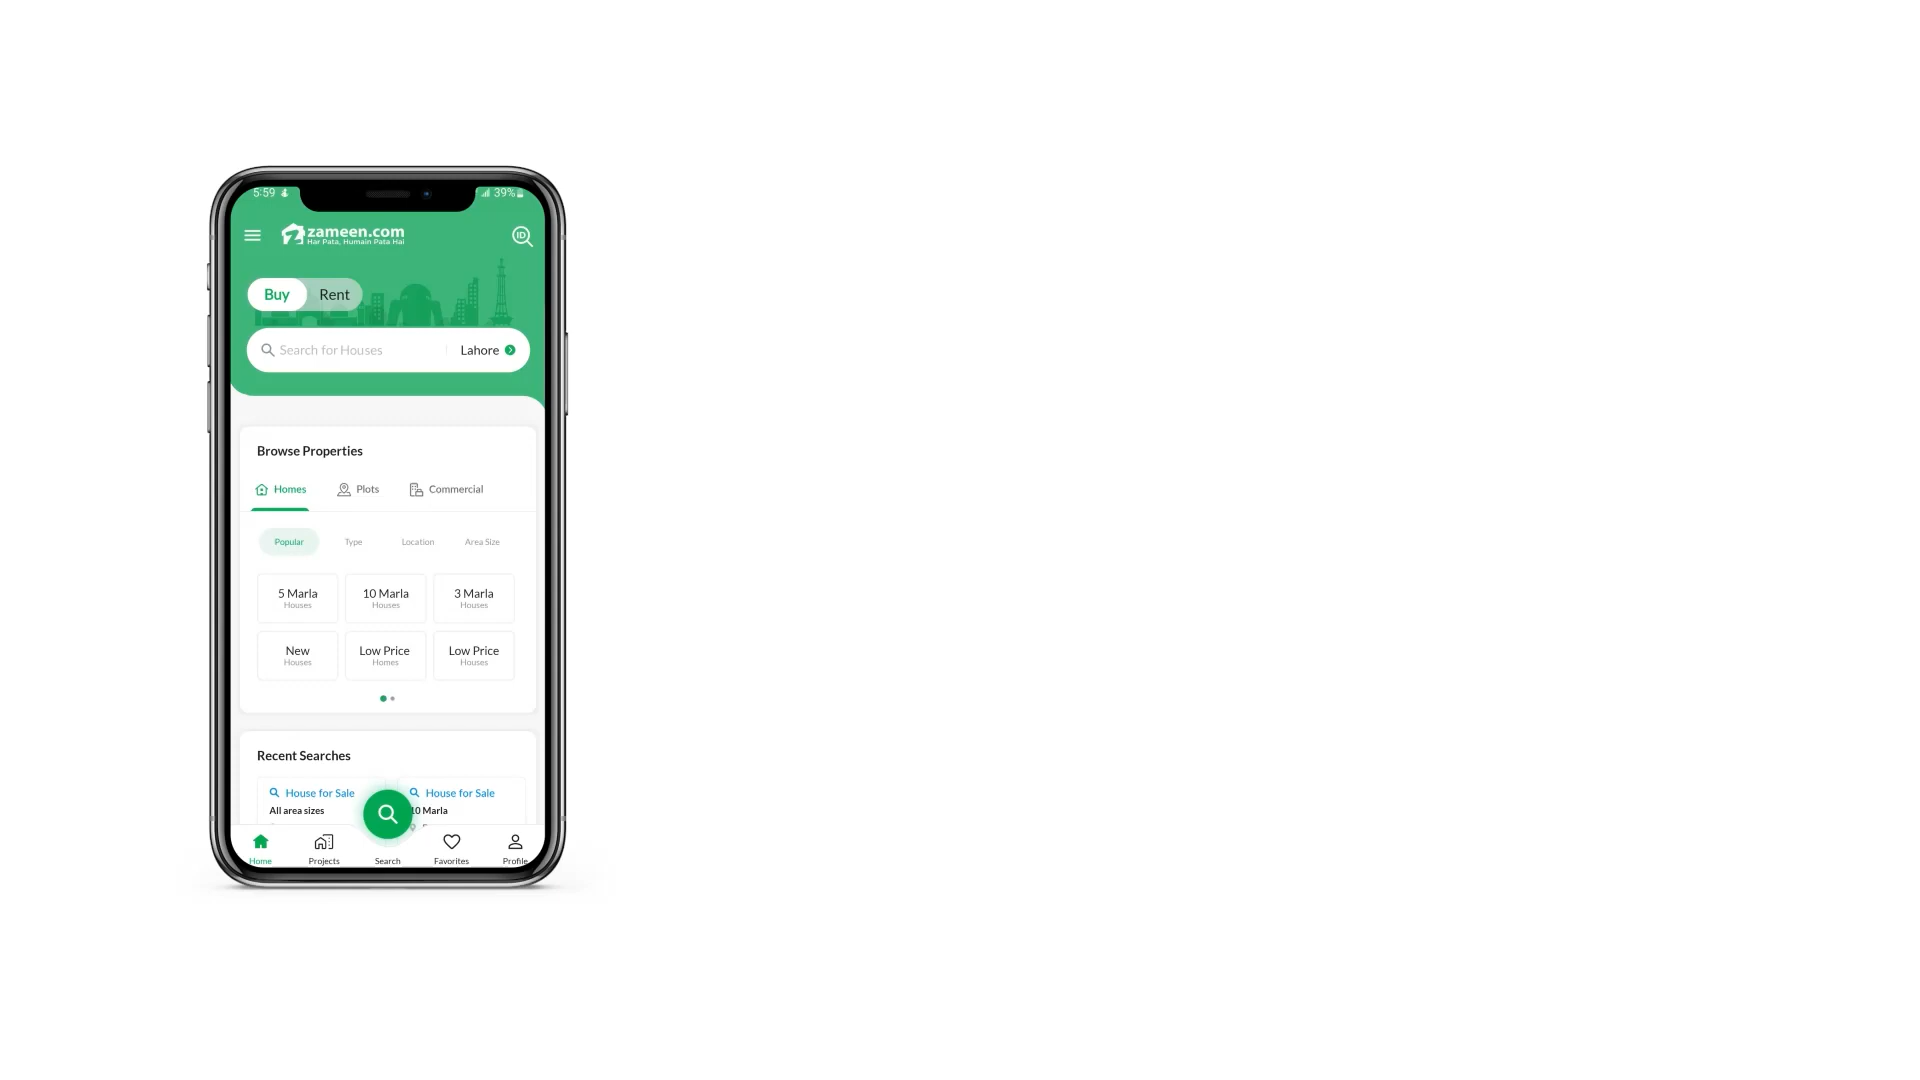 5:59
39%
zameen.com
Har Pata, Humain Pata Hai
ID
Buy Rent
Search for Houses Lahore
Browse Properties
Homes Plots Commercial
Popular Type Location Area Size
5 Marla 10 Marla 3 Marla
Houses Houses Houses
New Low Price Low Price
Houses Homes Houses
Recent Searches
House for Sale House for Sale
All area sizes 10 Marla
Home Projects Search Favorites Profile